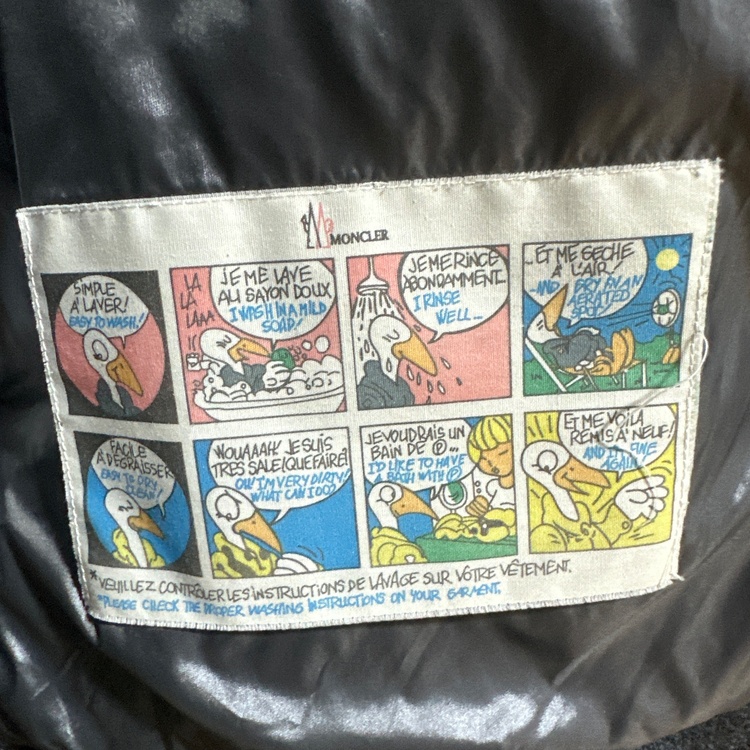 MONCLER
SIMPLE
À LAVER!
EASY TO WASH!
LA
LA
LAAA
JE ME LAVE
AU SAVON DOUX
I WASH IN A MILD
SOAP!
JE ME RINCE
ABONDAMMENT..
I RINSE
WELL...
...ET ME SECHE
À L'AIR!
...AND DRY BY AN
AERATED
SPOT
FACILE
À DÉGRAISSER
EASY TO DRY
CLEAN!
WOUAAAH! JE SUIS
TRES SALE! QUE FAIRE!
OW! I'M VERY DIRTY!
WHAT CAN I DO?
JE VOUDRAIS UN
BAIN DE Ⓟ...
I'D LIKE TO HAVE
A BATH WITH Ⓟ
ET ME VOILA
REMIS À NEUF!
AND I'M FINE
AGAIN!
*VEUILLEZ CONTRÔLER LES INSTRUCTIONS DE LAVAGE SUR VÔTRE VÊTEMENT.
*PLEASE CHECK THE PROPER WASHING INSTRUCTIONS ON YOUR GARMENT.